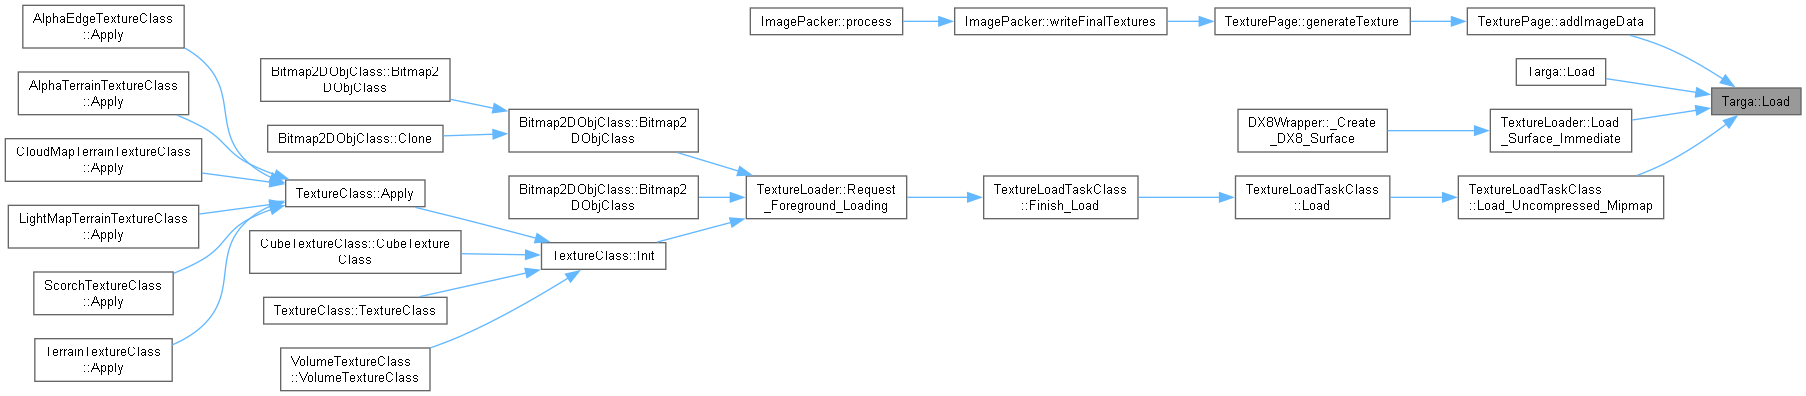 AlphaEdgeTextureClass
::Apply
AlphaTerrainTextureClass
::Apply
CloudMapTerrainTextureClass
::Apply
LightMapTerrainTextureClass
::Apply
ScorchTextureClass
::Apply
TerrainTextureClass
::Apply
TextureClass::Apply
Bitmap2DObjClass::Bitmap2
DObjClass
Bitmap2DObjClass::Clone
CubeTextureClass::CubeTexture
Class
TextureClass::TextureClass
VolumeTextureClass
::VolumeTextureClass
Bitmap2DObjClass::Bitmap2
DObjClass
Bitmap2DObjClass::Bitmap2
DObjClass
TextureClass::Init
ImagePacker::process
TextureLoader::Request
_Foreground_Loading
ImagePacker::writeFinalTextures
TextureLoadTaskClass
::Finish_Load
TexturePage::generateTexture
DX8Wrapper::_Create
_DX8_Surface
TextureLoadTaskClass
::Load
TexturePage::addImageData
Targa::Load
TextureLoader::Load
_Surface_Immediate
TextureLoadTaskClass
::Load_Uncompressed_Mipmap
Targa::Load